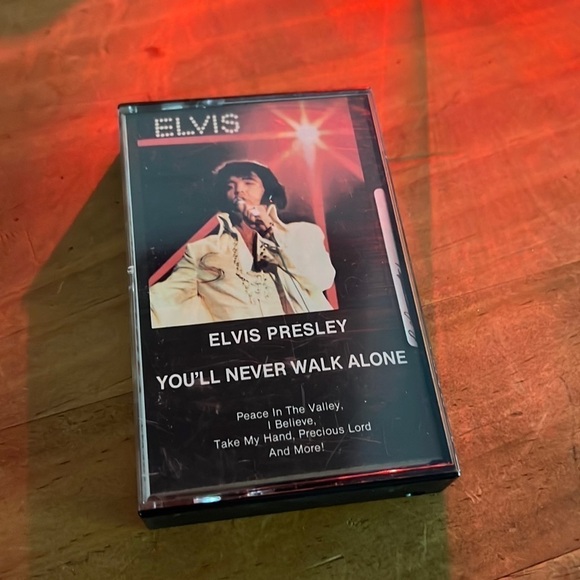 ELVIS
ELVIS PRESLEY
YOU'LL NEVER WALK ALONE
Peace In The Valley,
I Believe,
Take My Hand, Precious Lord
And More!